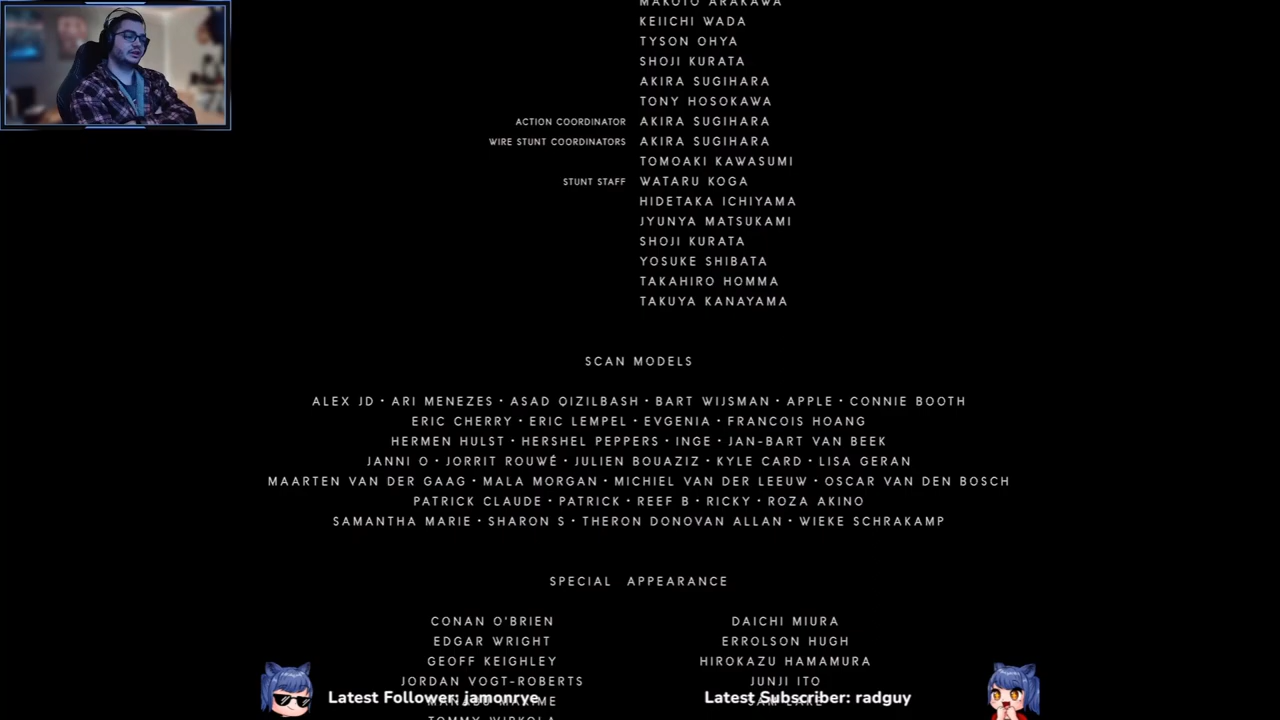 MAKOTO ARAKAWA
KEIICHI WADA
TYSON OHYA
SHOJI KURATA
AKIRA SUGIHARA
TONY HOSOKAWA
ACTION COORDINATOR AKIRA SUGIHARA
WIRE STUNT COORDINATORS AKIRA SUGIHARA
TOMOAKI KAWASUMI
STUNT STAFF WATARU KOGA
HIDETAKA ICHIYAMA
JYUNYA MATSUKAMI
SHOJI KURATA
YOSUKE SHIBATA
TAKAHIRO HOMMA
TAKUYA KANAYAMA
SCAN MODELS
ALEX JD • ARI MENEZES • ASAD QIZILBASH • BART WIJSMAN • APPLE • CONNIE BOOTH
ERIC CHERRY • ERIC LEMPEL • EVGENIA • FRANCOIS HOANG
HERMEN HULST • HERSHEL PEPPERS • INGE • JAN-BART VAN BEEK
JANNI O • JORRIT ROUWÉ • JULIEN BOUAZIZ • KYLE CARD • LISA GERAN
MAARTEN VAN DER GAAG • MALA MORGAN • MICHIEL VAN DER LEEUW • OSCAR VAN DEN BOSCH
PATRICK CLAUDE • PATRICK • REEF B • RICKY • ROZA AKINO
SAMANTHA MARIE • SHARON S • THERON DONOVAN ALLAN • WIEKE SCHRAKAMP
SPECIAL APPEARANCE
CONAN O'BRIEN DAICHI MIURA
EDGAR WRIGHT ERROLSON HUGH
GEOFF KEIGHLEY HIROKAZU HAMAMURA
JORDAN VOGT-ROBERTS JUNJI ITO
SAM LAKE
Latest Follower: jamonrye Latest Subscriber: radguy